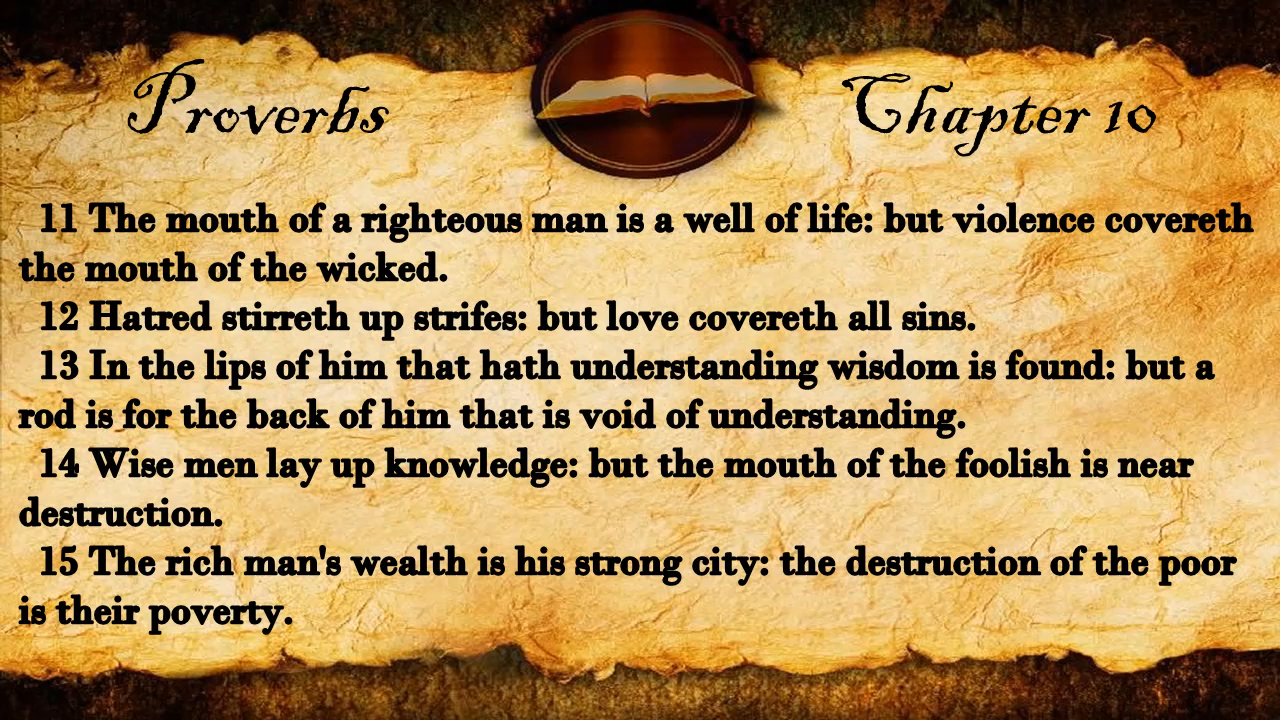 Proverbs Chapter 10
11 The mouth of a righteous man is a well of life: but violence covereth
the mouth of the wicked.
12 Hatred stirreth up strifes: but love covereth all sins.
13 In the lips of him that hath understanding wisdom is found: but a
rod is for the back of him that is void of understanding.
14 Wise men lay up knowledge: but the mouth of the foolish is near
destruction.
15 The rich man's wealth is his strong city: the destruction of the poor
is their poverty.